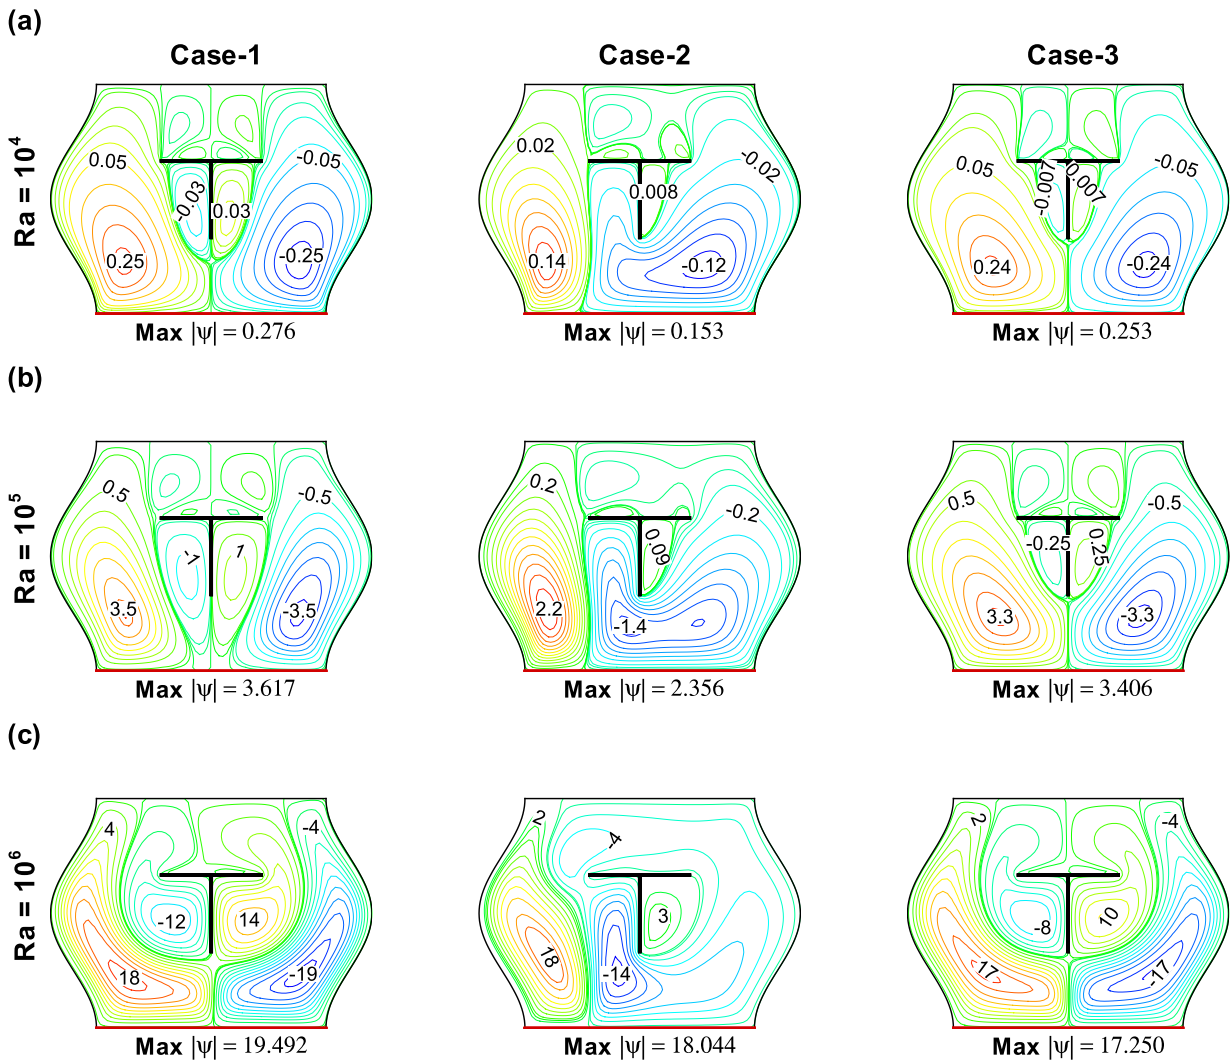 (a)
Case-1 Case-2 Case-3
Ra = 10⁴
0.05 -0.05 -0.03 0.03 0.25 -0.25
0.02 -0.02 0.008 0.14 -0.12
0.05 -0.05 -0.007 0.007 0.24 -0.24
Max |ψ| = 0.276 Max |ψ| = 0.153 Max |ψ| = 0.253
(b)
Ra = 10⁵
0.5 -0.5 -1 1 3.5 -3.5
0.2 -0.2 0.09 2.2 -1.4
0.5 -0.5 -0.25 0.25 3.3 -3.3
Max |ψ| = 3.617 Max |ψ| = 2.356 Max |ψ| = 3.406
(c)
Ra = 10⁶
4 -4 -12 14 18 -19
2 -4 3 18 -14
2 -4 -8 10 17 -17
Max |ψ| = 19.492 Max |ψ| = 18.044 Max |ψ| = 17.250